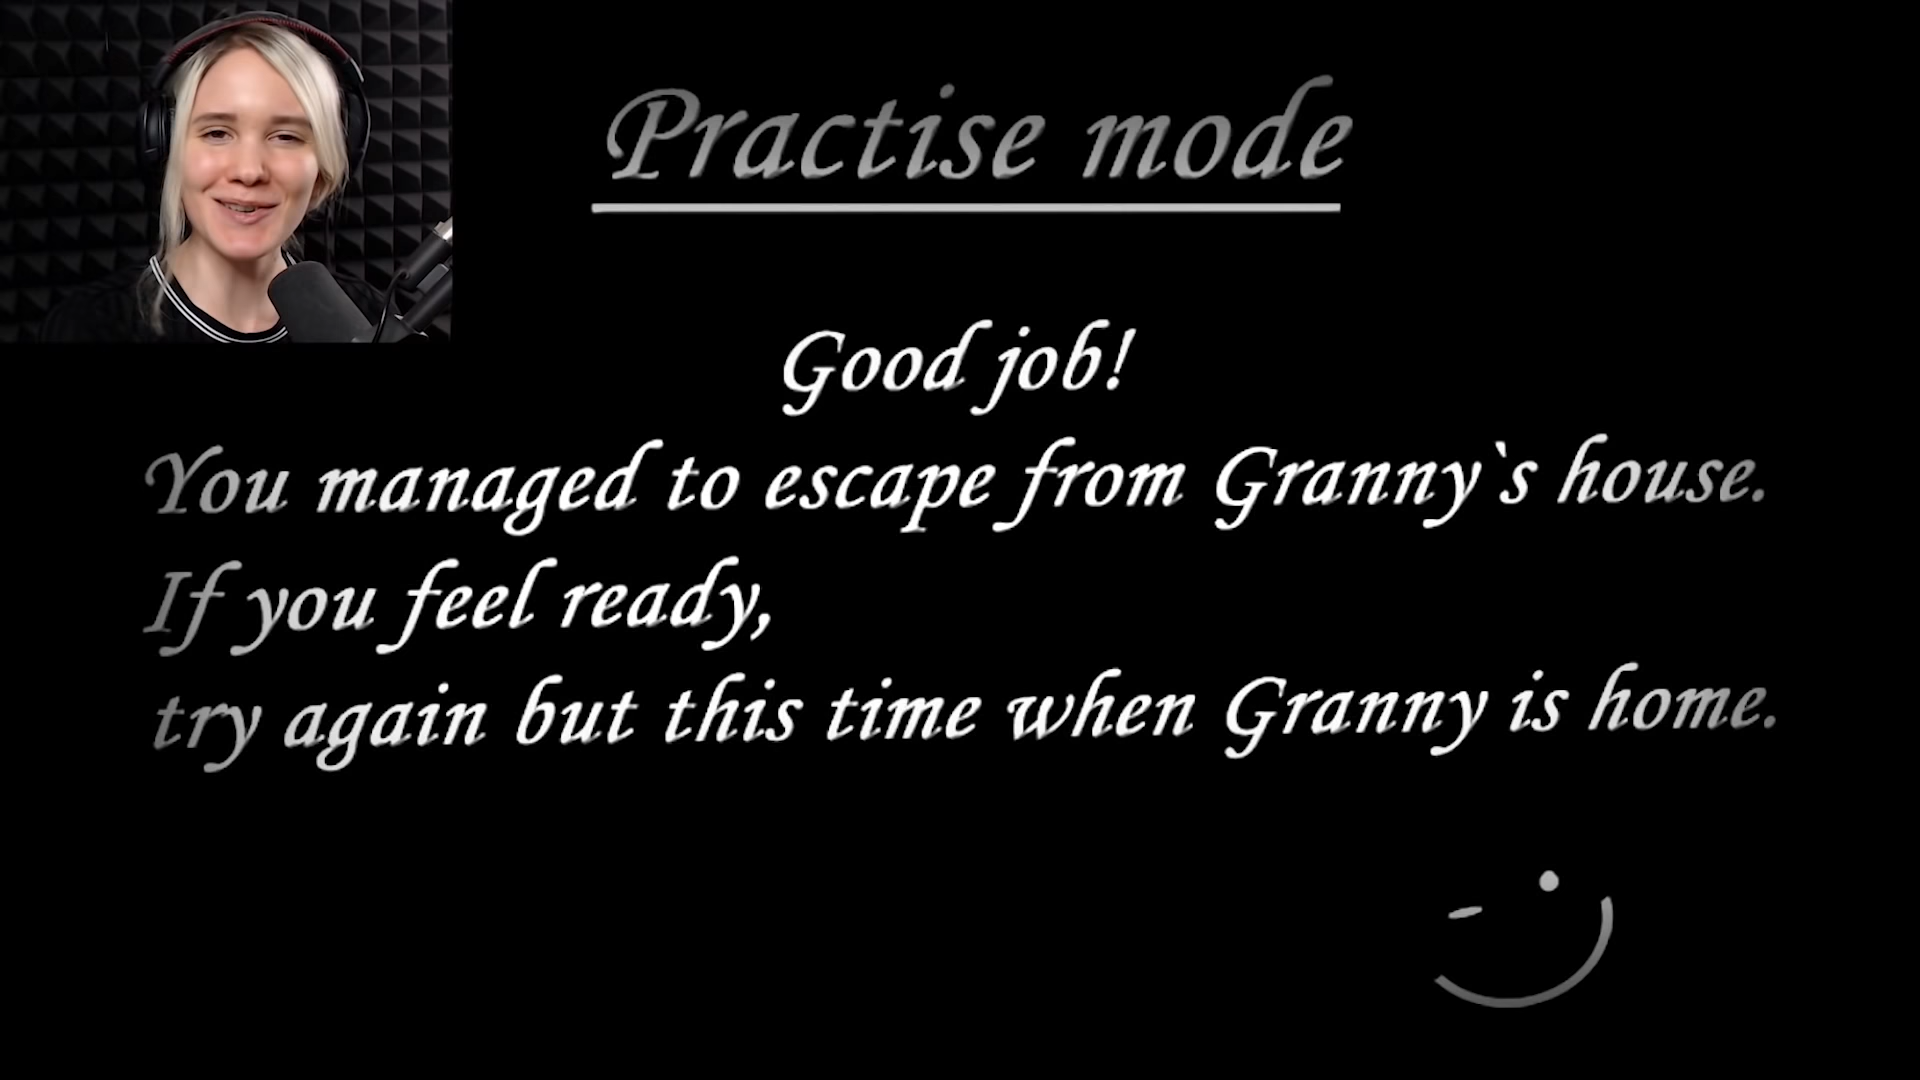 Practise mode
Good job!
You managed to escape from Granny`s house.
If you feel ready,
try again but this time when Granny is home.